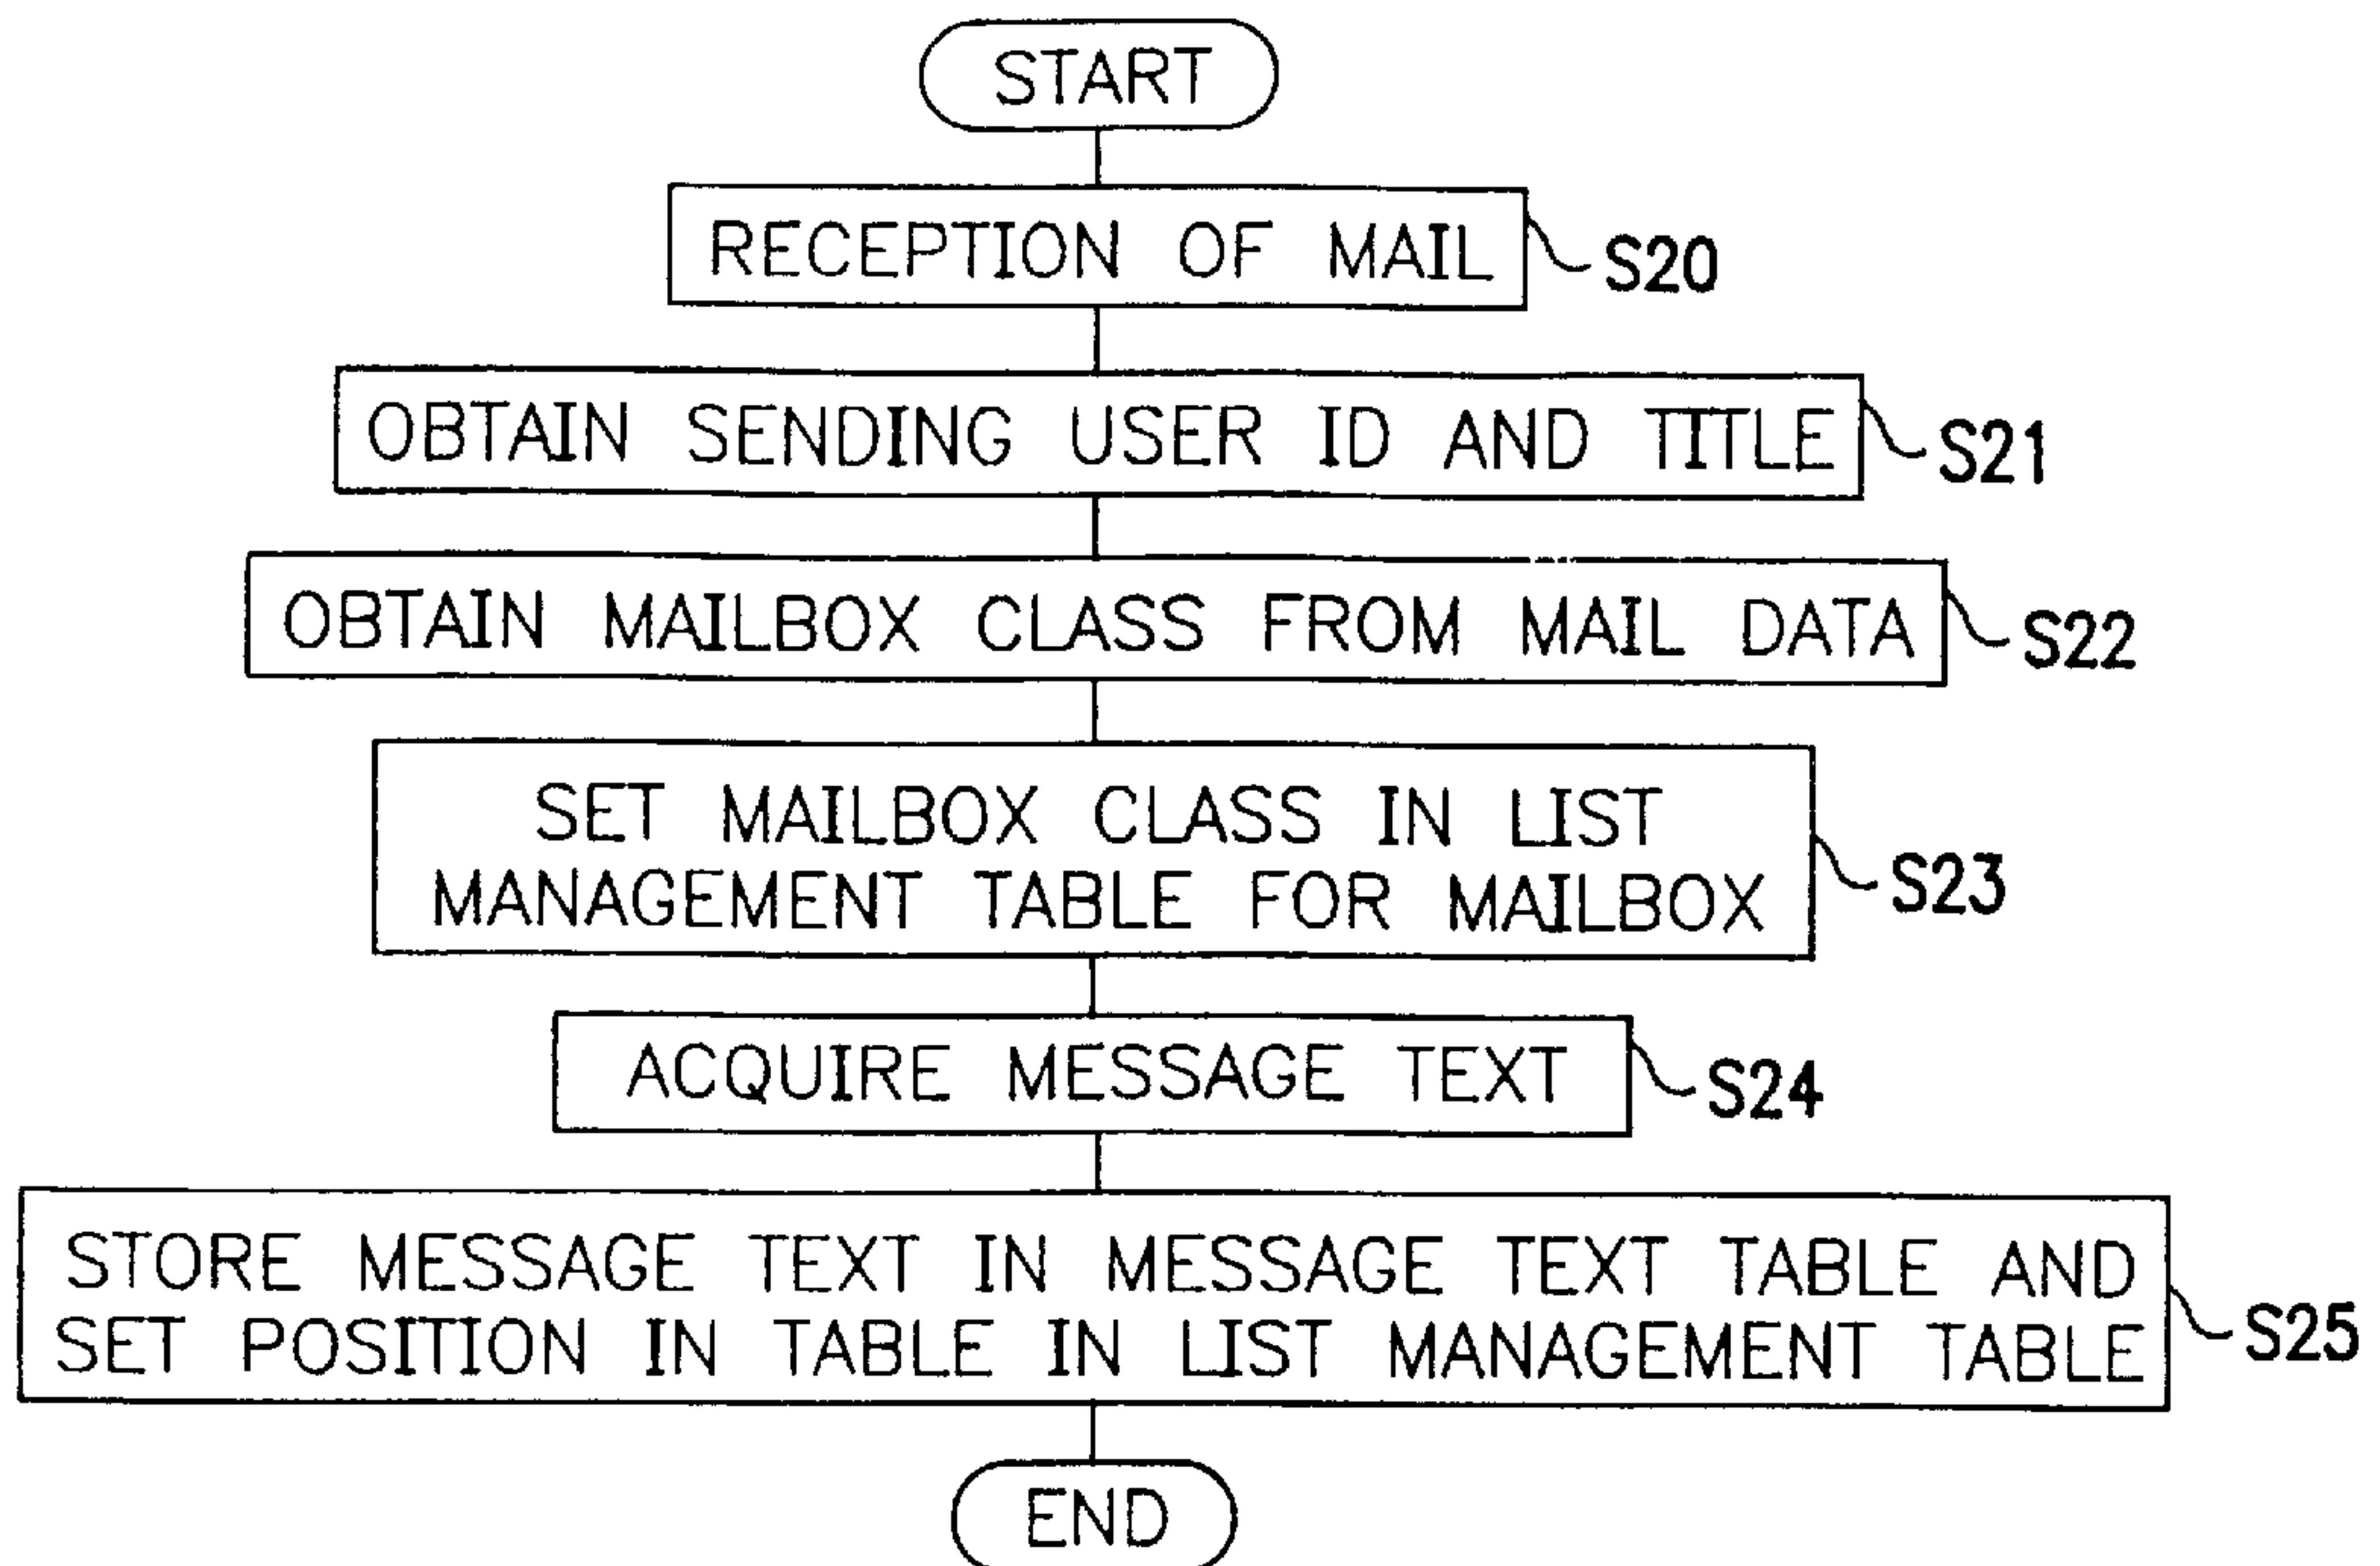 START
RECEPTION OF MAIL
S20
OBTAIN SENDING USER ID AND TITLE
S21
OBTAIN MAILBOX CLASS FROM MAIL DATA
S22
SET MAILBOX CLASS IN LIST
MANAGEMENT TABLE FOR MAILBOX
S23
ACQUIRE MESSAGE TEXT
S24
STORE MESSAGE TEXT IN MESSAGE TEXT TABLE AND
SET POSITION IN TABLE IN LIST MANAGEMENT TABLE
S25
END